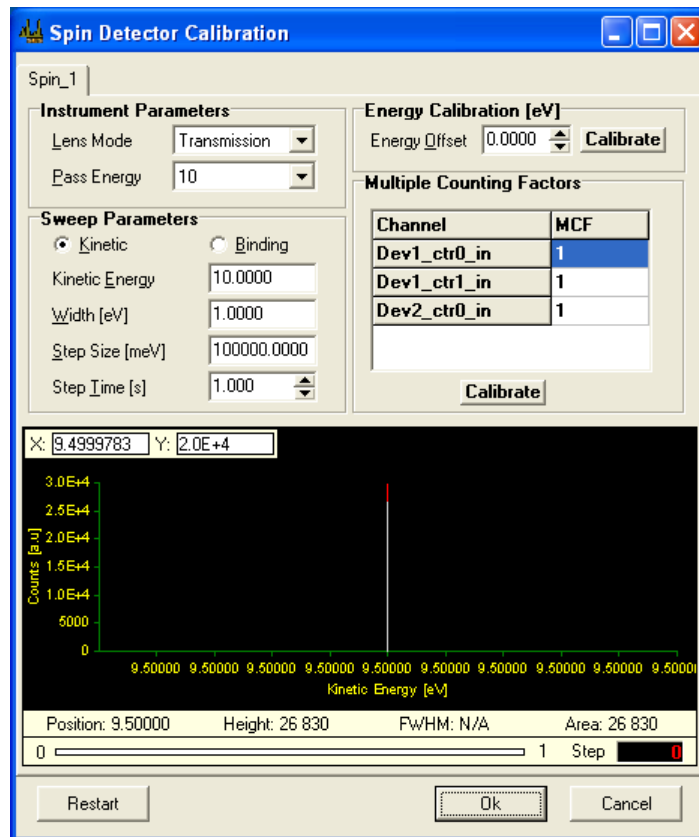 Spin Detector Calibration
Spin_1
Instrument Parameters
Lens Mode Transmission
Pass Energy 10
Sweep Parameters
Kinetic Binding
Kinetic Energy 10.0000
Width [eV] 1.0000
Step Size [meV] 100000.0000
Step Time [s] 1.000
Energy Calibration [eV]
Energy Offset 0.0000 Calibrate
Multiple Counting Factors
Channel MCF
Dev1_ctr0_in 1
Dev1_ctr1_in 1
Dev2_ctr0_in 1
Calibrate
X: 9.4999783 Y: 2.0E+4
Counts [a.u]
3.0E+4
2.5E+4
2.0E+4
1.5E+4
1.0E+4
5000
0
9.50000 9.50000 9.50000 9.50000 9.50000 9.50000 9.50000 9.50000 9.50000 9.5000
Kinetic Energy [eV]
Position: 9.50000 Height: 26 830 FWHM: N/A Area: 26 830
0 1 Step 0
Restart Ok Cancel